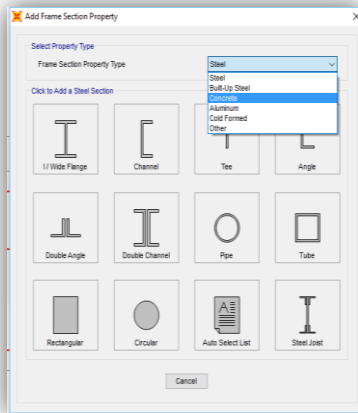 Add Frame Section Property
Select Property Type
Frame Section Property Type
Steel
Steel
Built-Up Steel
Concrete
Aluminum
Cold Formed
Other
Click to Add a Steel Section
I / Wide Flange
Channel
Tee
Angle
Double Angle
Double Channel
Pipe
Tube
Rectangular
Circular
Auto Select List
Steel Joist
Cancel